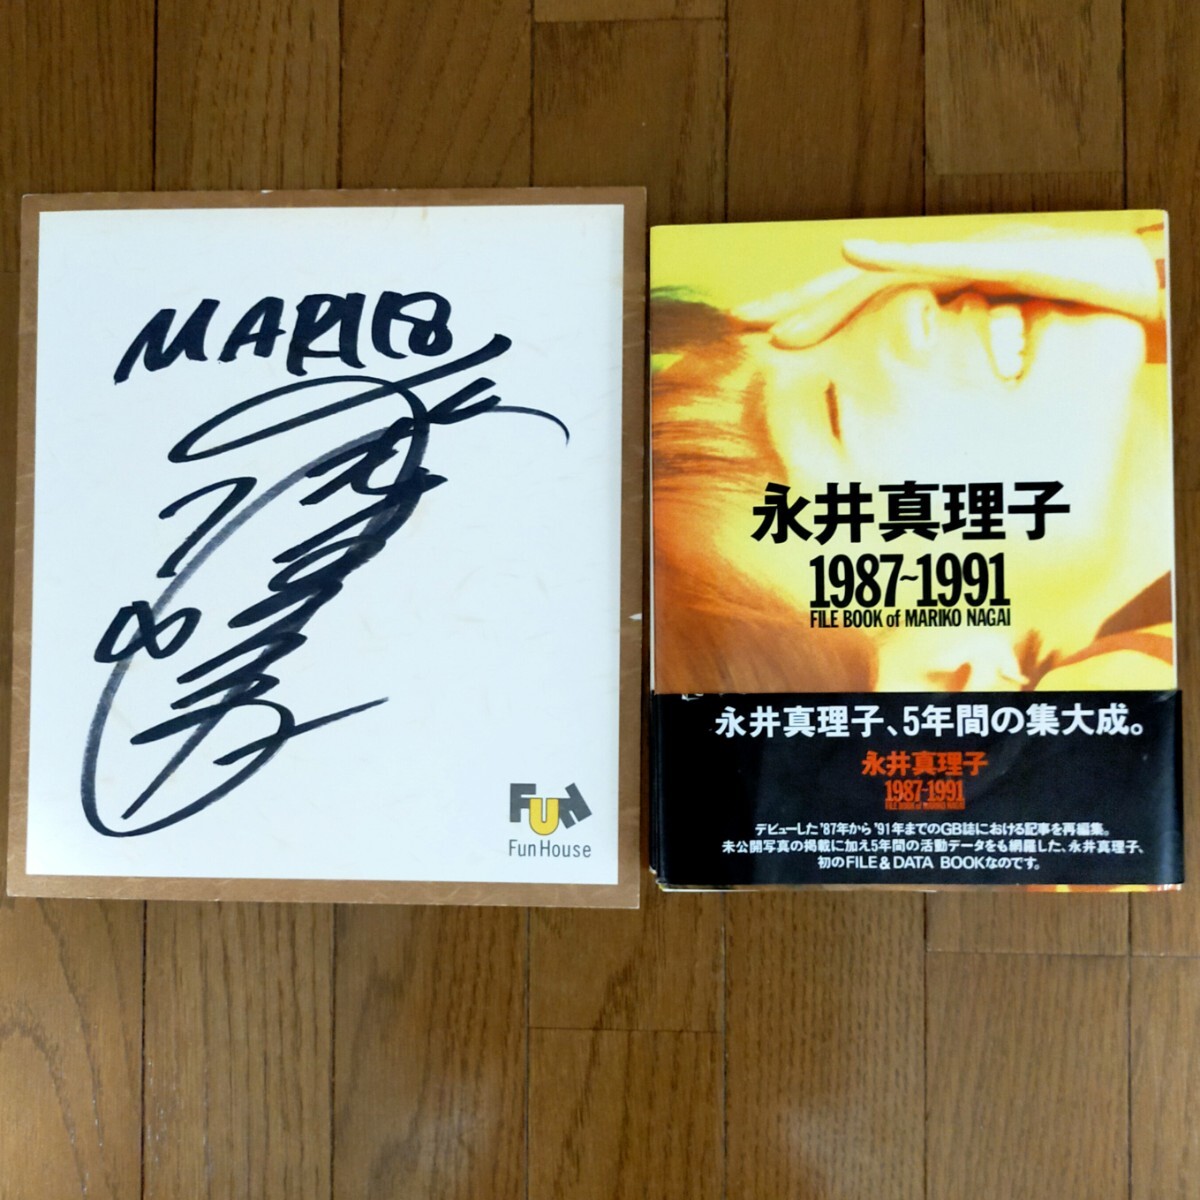 MARIKO
FUN
Fun House
永井真理子
1987~1991
FILE BOOK of MARIKO NAGAI
永井真理子、5年間の集大成。
永井真理子
1987-1991
FILE BOOK of MARIKO NAGAI
デビューした'87年から'91年までのGB誌における記事を再編集。
未公開写真の掲載に加え5年間の活動データをも網羅した、永井真理子、
初のFILE & DATA BOOKなのです。